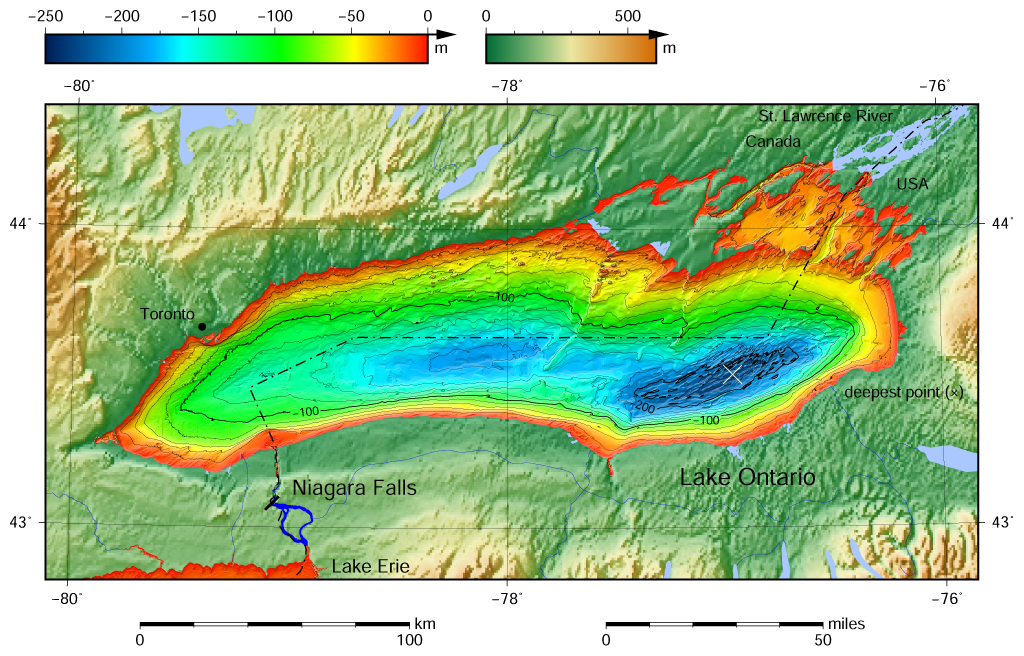 −250 −200 −150 −100 −50 0 m
0 500 m
−80° −78° −76°
St. Lawrence River
Canada
USA
44° 44°
−100
Toronto
deepest point (×)
−200
−100 −100
Lake Ontario
Niagara Falls
43° 43°
Lake Erie
−80° −78° −76°
km
0 100
miles
0 50